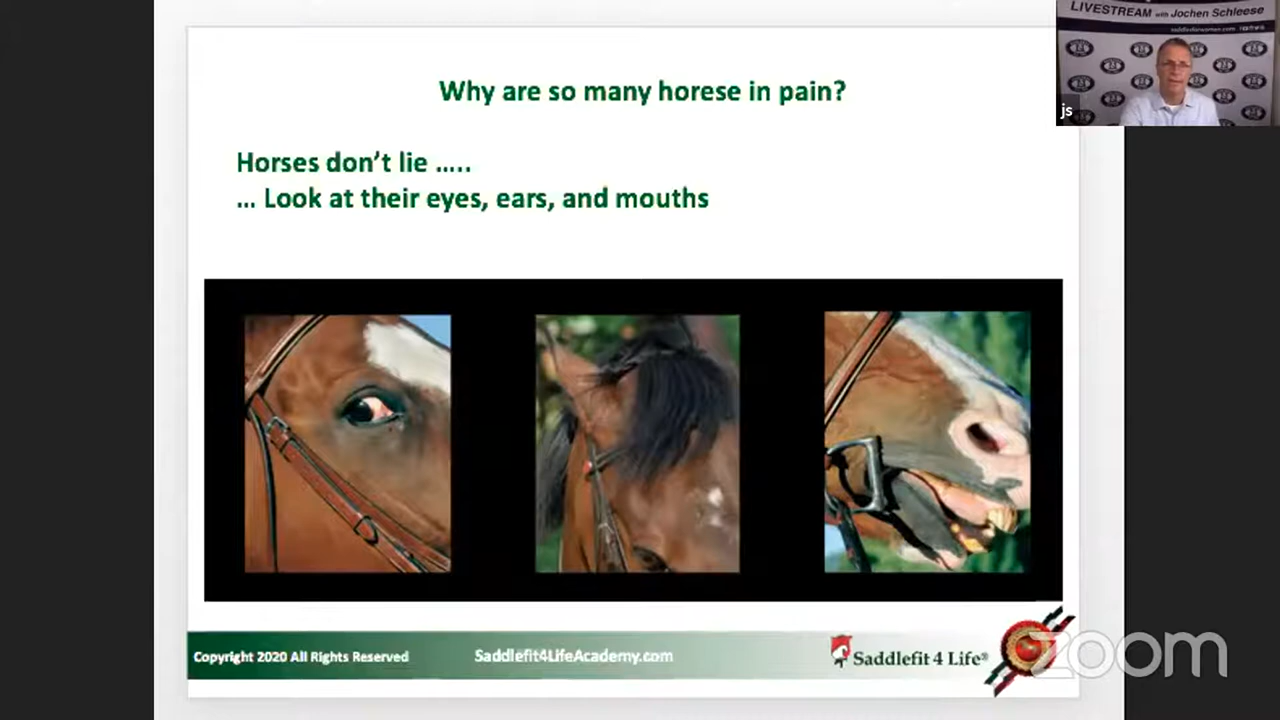 LIVESTREAM with Jochen Schleese
js
Why are so many horese in pain?
Horses don't lie .....
... Look at their eyes, ears, and mouths
Copyright 2020 All Rights Reserved
Saddlefit4LifeAcademy.com
Saddlefit 4 Life®
zoom